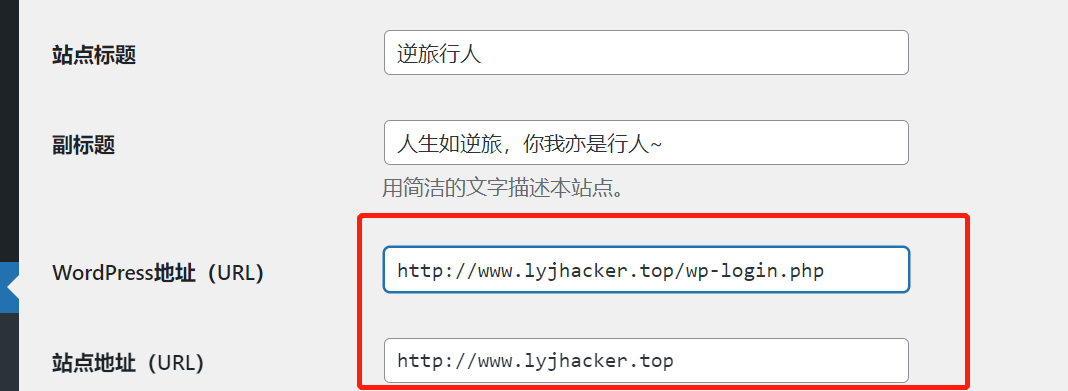 站点标题
逆旅行人
副标题
人生如逆旅，你我亦是行人~
用简洁的文字描述本站点。
WordPress地址（URL）
http://www.lyjhacker.top/wp-login.php
站点地址（URL）
http://www.lyjhacker.top